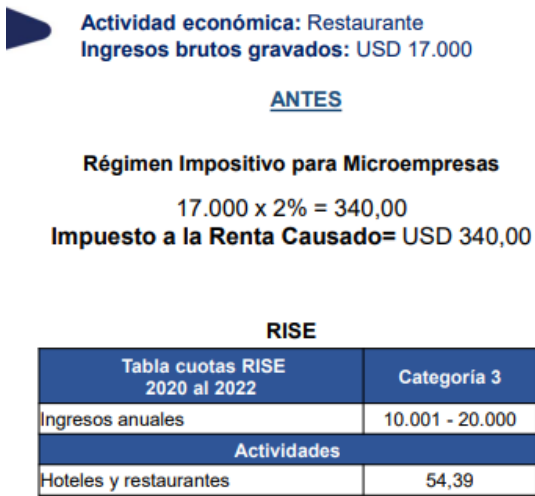 Actividad económica: Restaurante
Ingresos brutos gravados: USD 17.000
ANTES
Régimen Impositivo para Microempresas
17.000 x 2% = 340,00
Impuesto a la Renta Causado= USD 340,00
RISE
Tabla cuotas RISE
2020 al 2022
Categoría 3
Ingresos anuales 10.001 - 20.000
Actividades
Hoteles y restaurantes 54,39